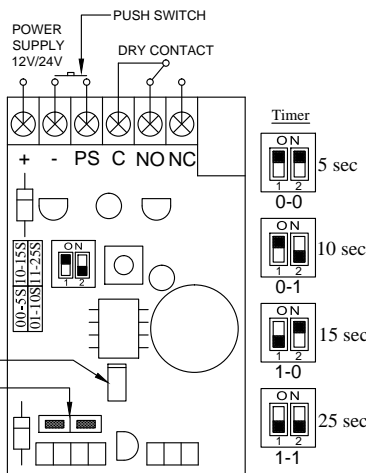 PUSH SWITCH
POWER
SUPPLY
12V/24V
DRY CONTACT
+ - PS C NO NC
00-5S 10-15S
01-10S 11-25S
ON
1 2
Timer
ON
1 2
5 sec
0-0
ON
1 2
10 sec
0-1
ON
1 2
15 sec
1-0
ON
1 2
25 sec
1-1